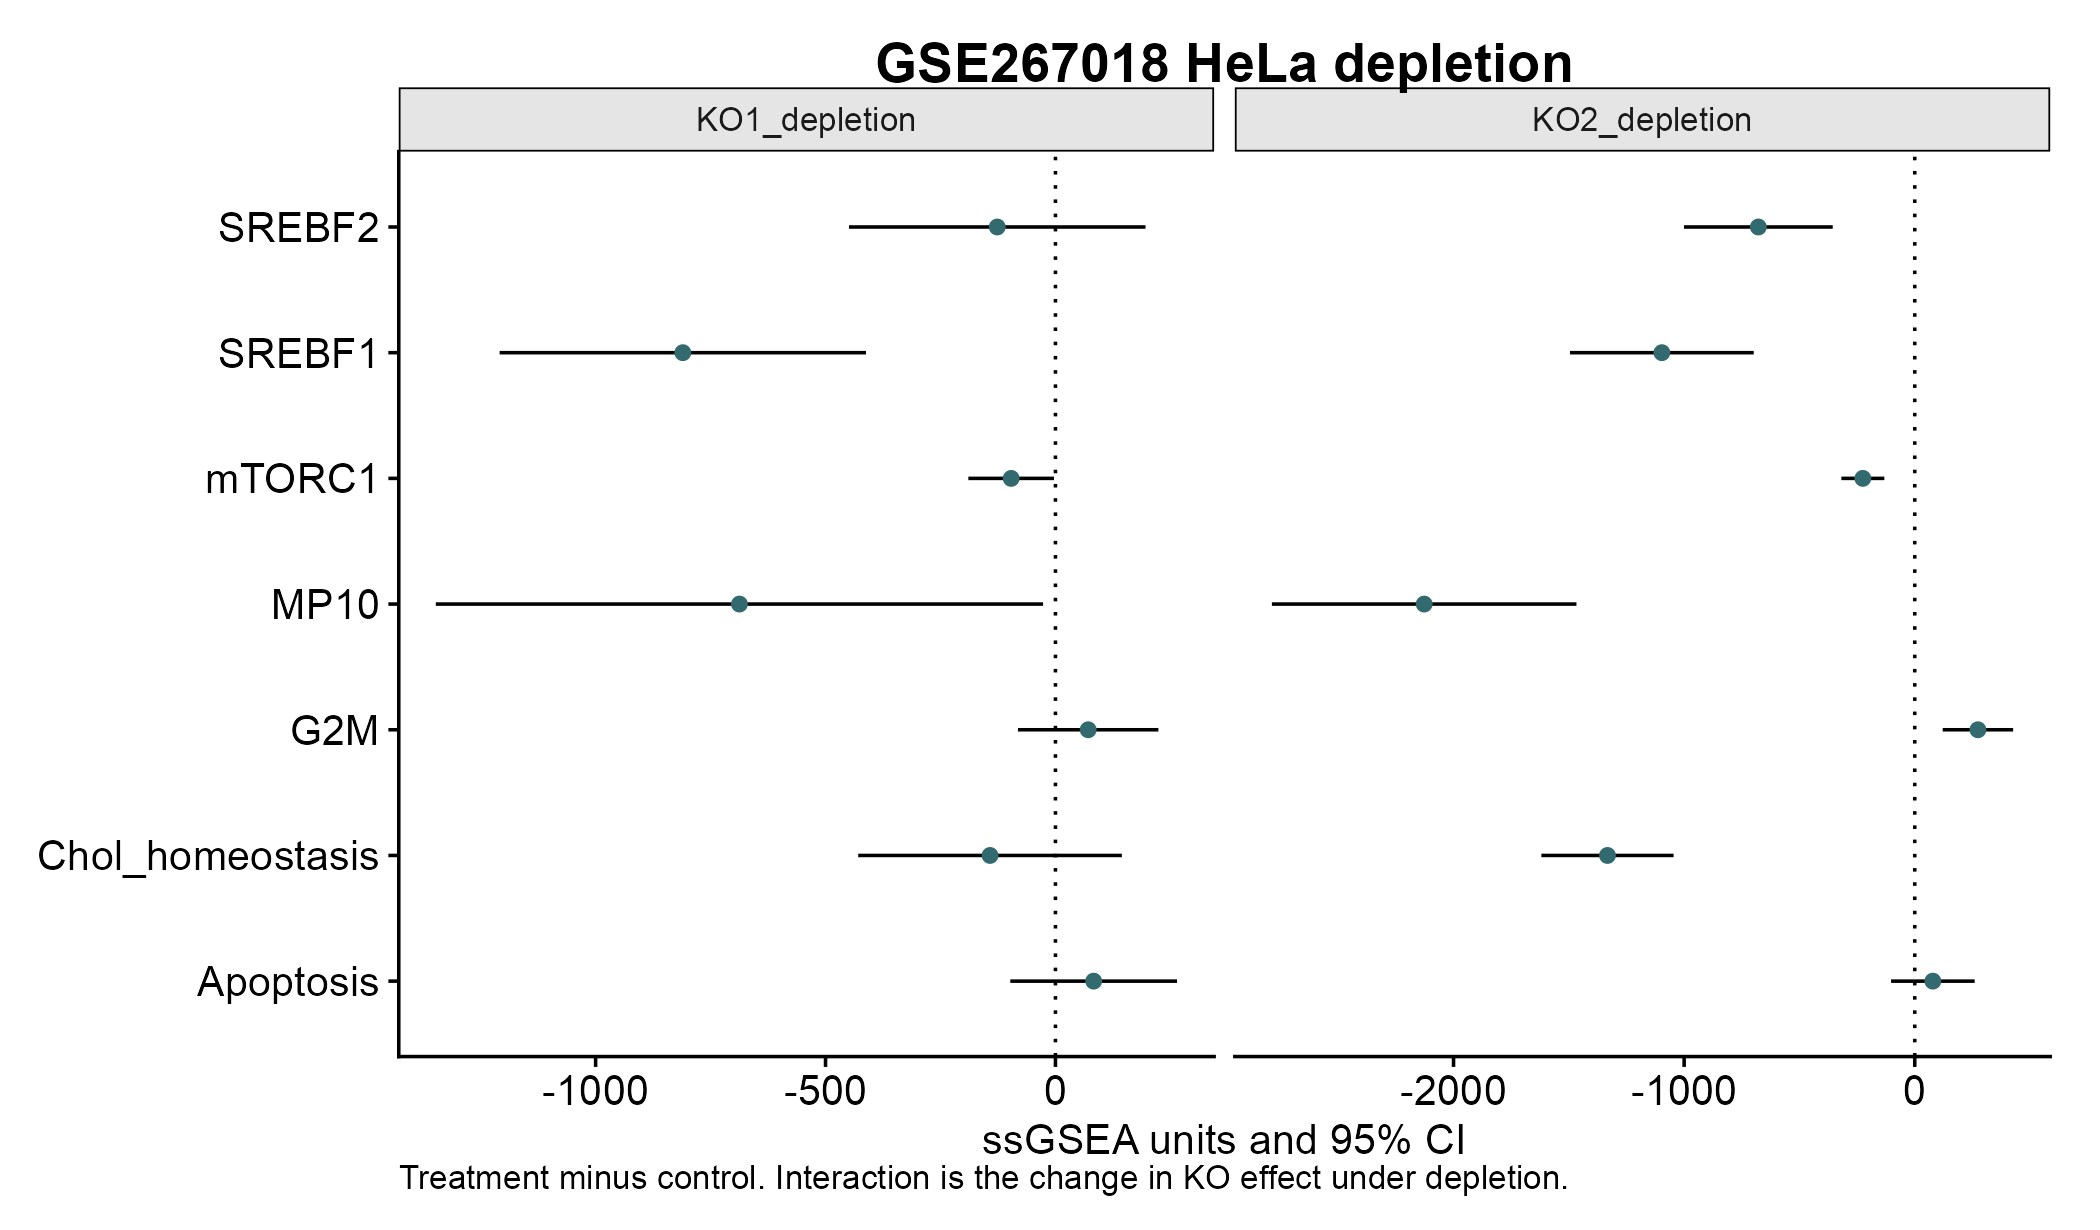 GSE267018 HeLa depletion
KO1_depletion
KO2_depletion
SREBF2
SREBF1
mTORC1
MP10
G2M
Chol_homeostasis
Apoptosis
-1000 -500 0
-2000 -1000 0
ssGSEA units and 95% CI
Treatment minus control. Interaction is the change in KO effect under depletion.